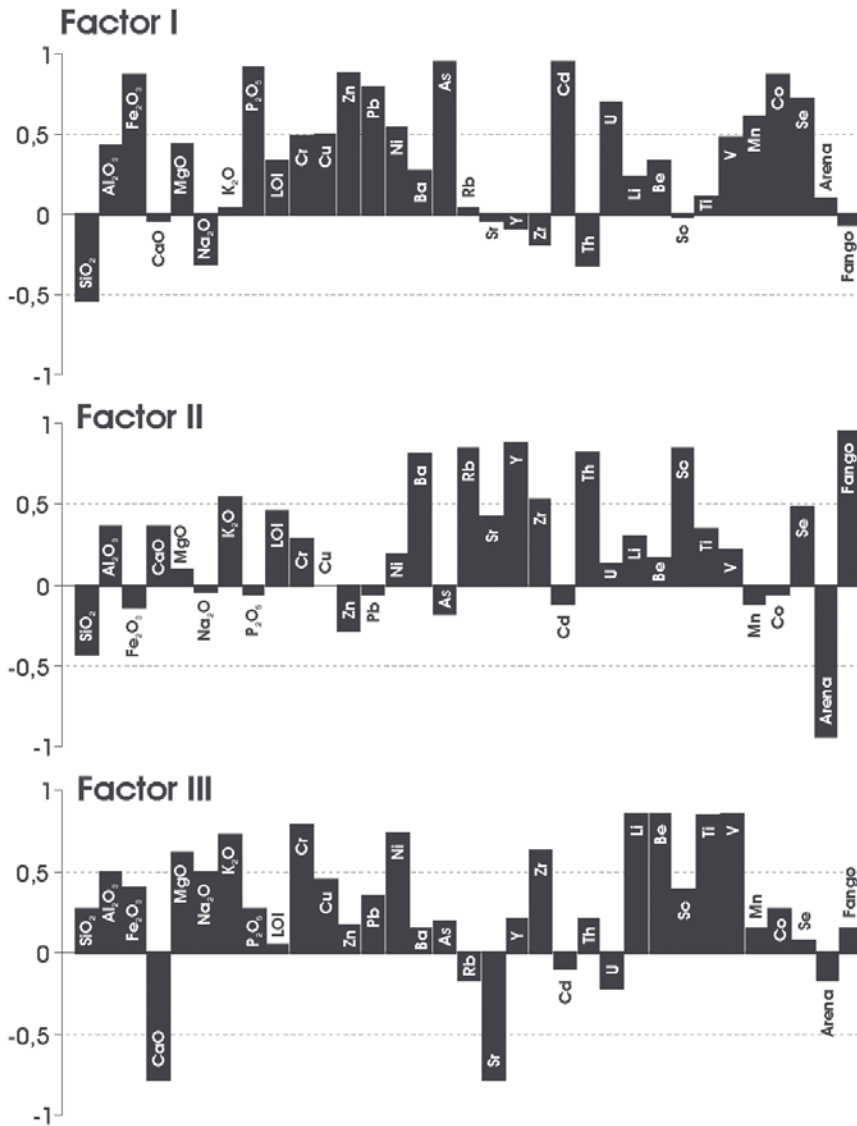 Factor I
1
0,5
0
-0,5
-1
SiO₂
Al₂O₃
Fe₂O₃
CaO
MgO
Na₂O
K₂O
P₂O₅
LOI
Cr
Cu
Zn
Pb
Ni
Ba
As
Rb
Sr
Y
Zr
Cd
Th
U
Li
Be
Sc
Ti
V
Mn
Co
Se
Arena
Fango
Factor II
1
0,5
0
-0,5
-1
SiO₂
Al₂O₃
Fe₂O₃
CaO
MgO
Na₂O
K₂O
P₂O₅
LOI
Cr
Cu
Zn
Pb
Ni
Ba
As
Rb
Sr
Y
Zr
Cd
Th
U
Li
Be
Sc
Ti
V
Mn
Co
Se
Arena
Fango
Factor III
1
0,5
0
-0,5
-1
SiO₂
Al₂O₃
Fe₂O₃
CaO
MgO
Na₂O
K₂O
P₂O₅
LOI
Cr
Cu
Zn
Pb
Ni
Ba
As
Rb
Sr
Y
Zr
Cd
Th
U
Li
Be
Sc
Ti
V
Mn
Co
Se
Arena
Fango